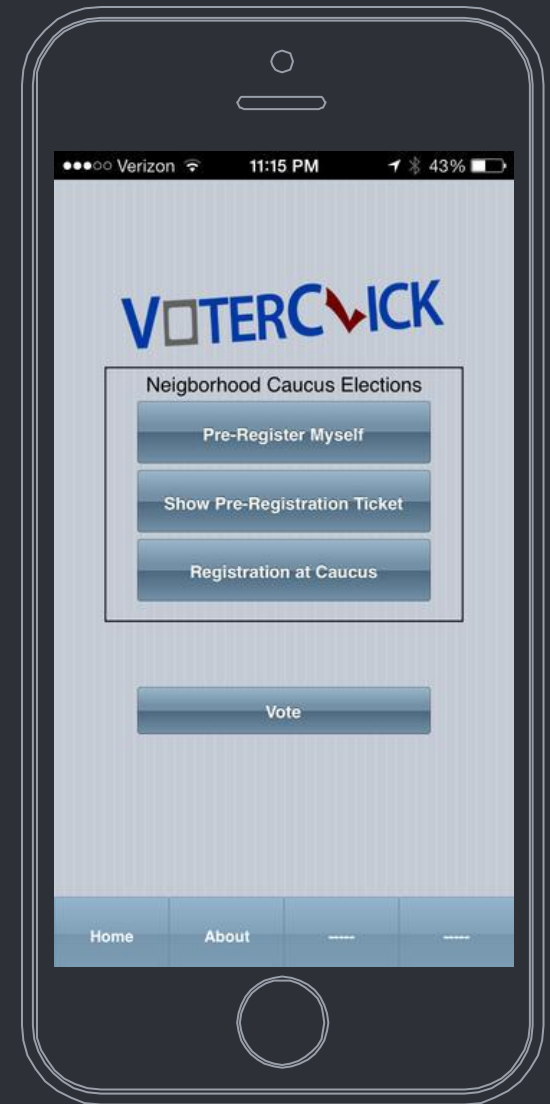 Verizon 11:15 PM 43%
VOTERCLICK
Neigborhood Caucus Elections
Pre-Register Myself
Show Pre-Registration Ticket
Registration at Caucus
Vote
Home About ----- -----